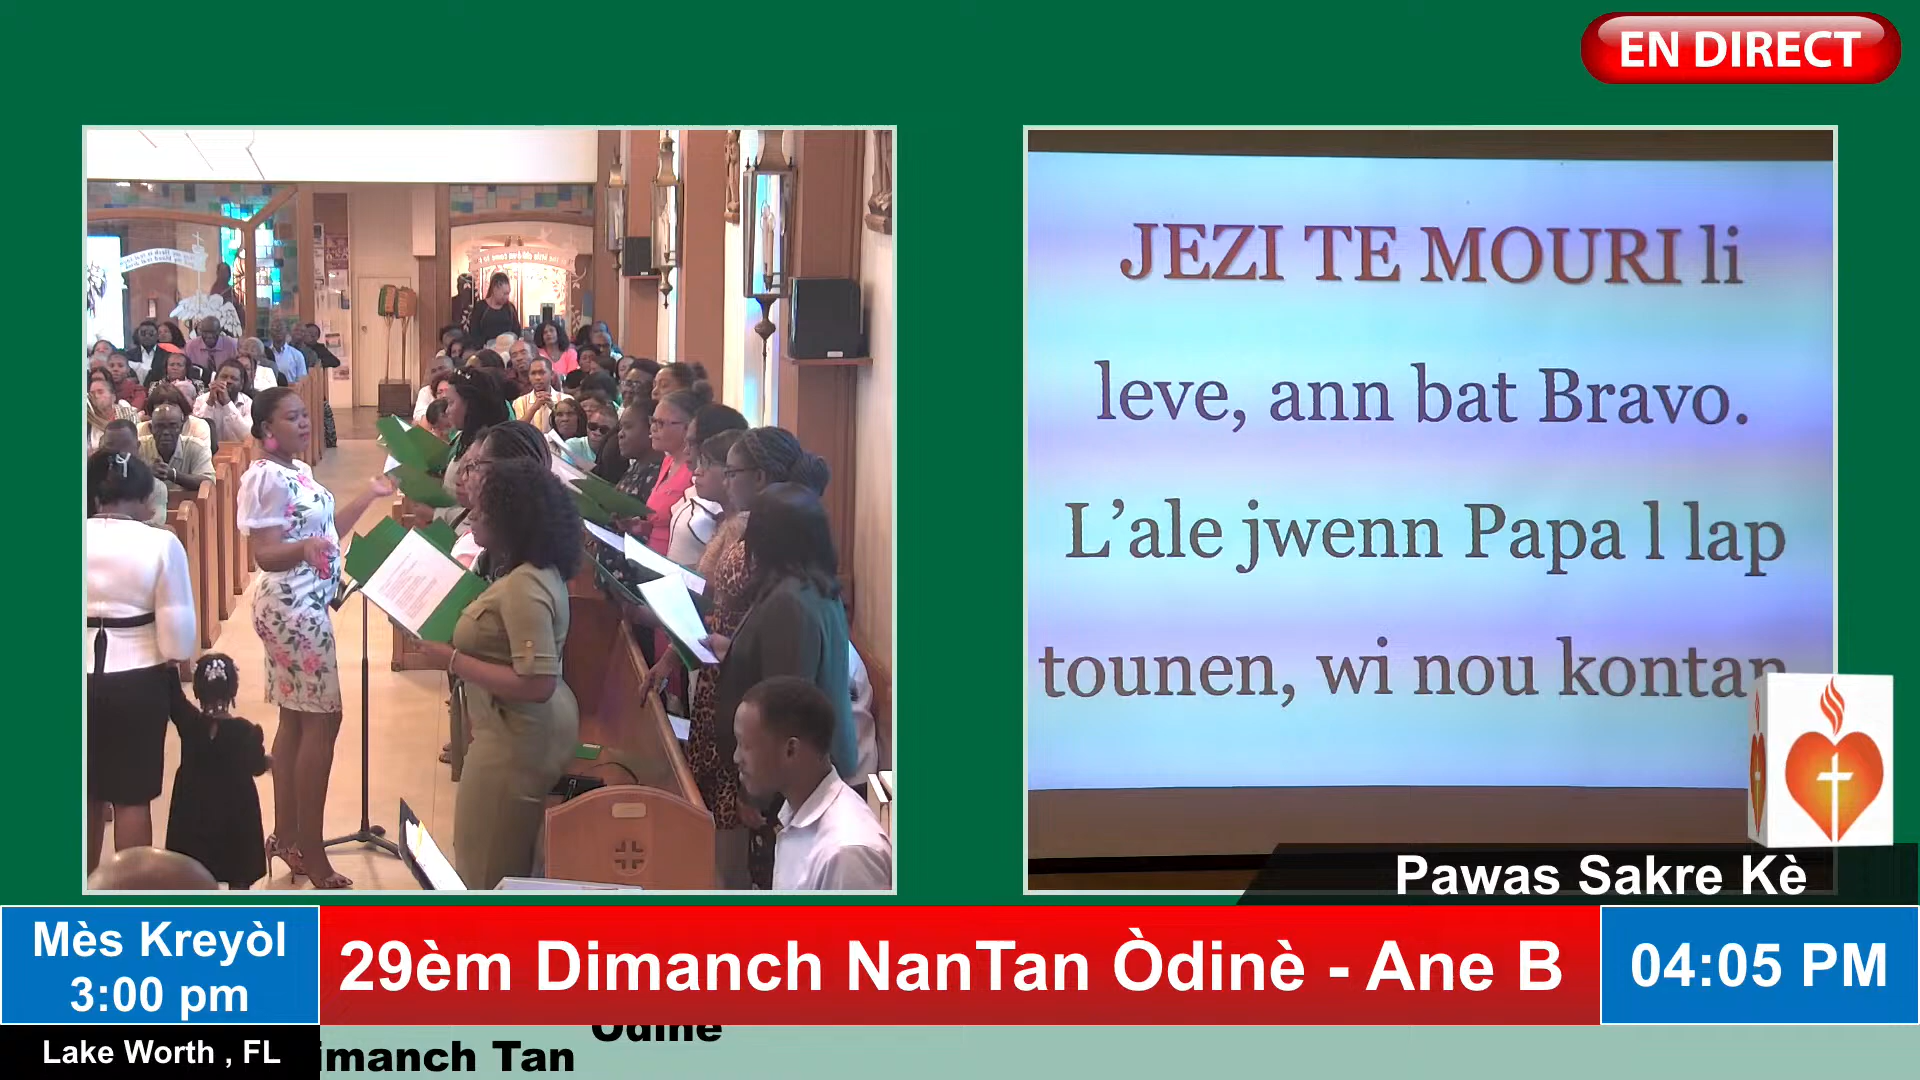 EN DIRECT
JEZI TE MOURI li
leve, ann bat Bravo.
L’ale jwenn Papa l lap
tounen, wi nou kontan
Pawas Sakre Kè
Mès Kreyòl
3:00 pm
29èm Dimanch NanTan Òdinè - Ane B
04:05 PM
Lake Worth , FL
imanch Tan